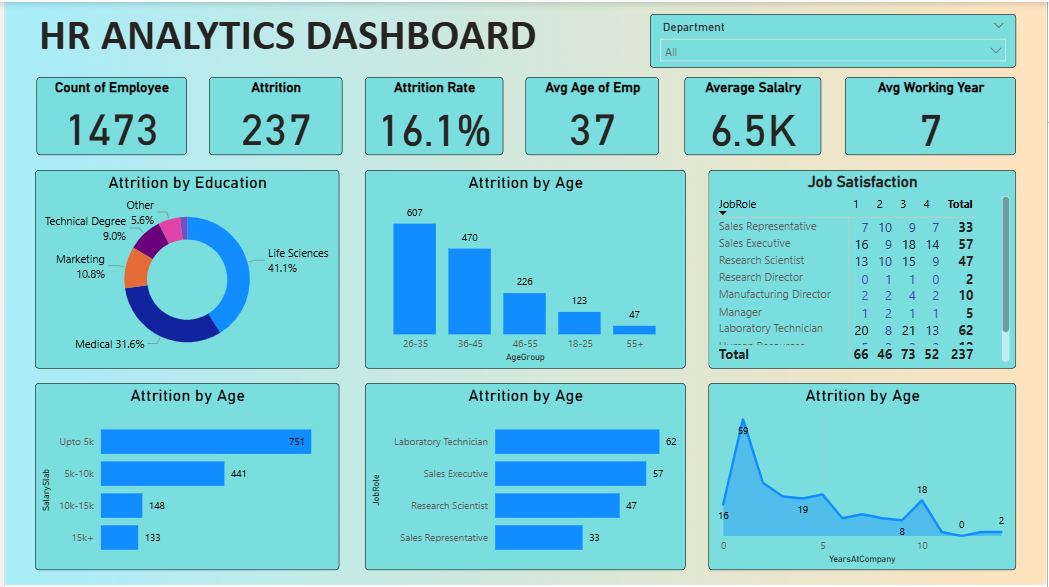 HR ANALYTICS DASHBOARD
Department
All
Count of Employee
1473
Attrition
237
Attrition Rate
16.1%
Avg Age of Emp
37
Average Salalry
6.5K
Avg Working Year
7
Attrition by Education
Other
5.6%
Technical Degree
9.0%
Marketing
10.8%
Medical 31.6%
Life Sciences
41.1%
Attrition by Age
607
470
226
123
47
26-35 36-45 46-55 18-25 55+
AgeGroup
Job Satisfaction
JobRole 1 2 3 4 Total
Sales Representative 7 10 9 7 33
Sales Executive 16 9 18 14 57
Research Scientist 13 10 15 9 47
Research Director 0 1 1 0 2
Manufacturing Director 2 2 4 2 10
Manager 1 2 1 1 5
Laboratory Technician 20 8 21 13 62
Total 66 46 73 52 237
Attrition by Age
SalarySlab
Upto 5k 751
5k-10k 441
10k-15k 148
15k+ 133
Attrition by Age
JobRole
Laboratory Technician 62
Sales Executive 57
Research Scientist 47
Sales Representative 33
Attrition by Age
59
16
19
8
18
0
2
0 5 10
YearsAtCompany